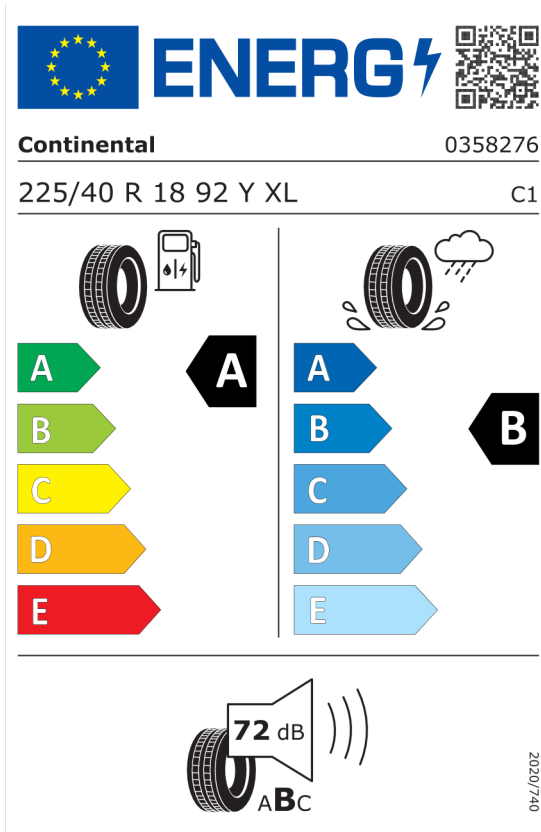 ENERG
Continental 0358276
225/40 R 18 92 Y XL C1
A A A
B B B
C C
D D
E E
72 dB
ABC
2020/740